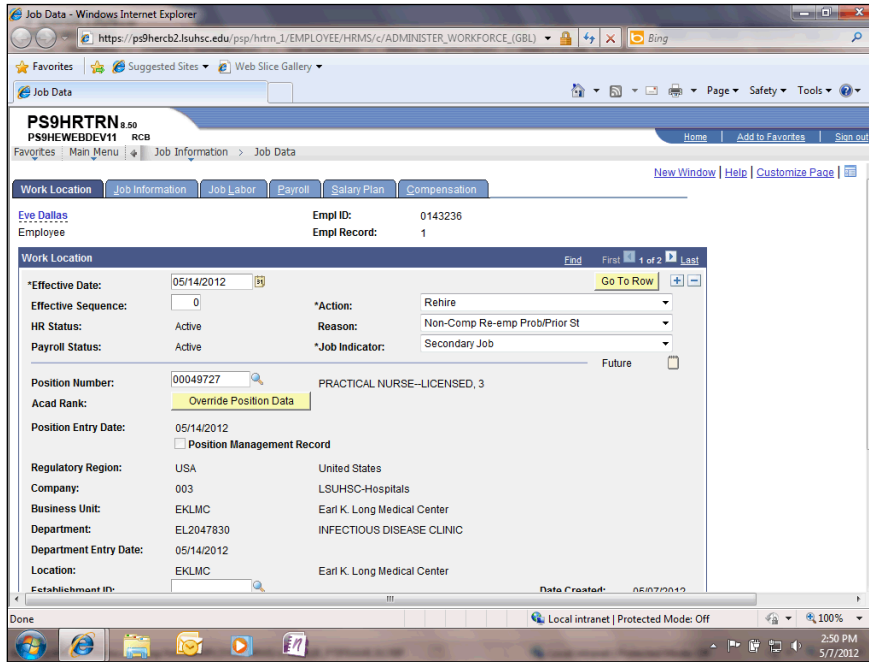 Job Data - Windows Internet Explorer
https://ps9hercb2.lsuhsc.edu/psp/hrtrn_1/EMPLOYEE/HRMS/c/ADMINISTER_WORKFORCE_(GBL) Bing
Favorites Suggested Sites Web Slice Gallery
Job Data Page Safety Tools
PS9HRTRN 8.50
PS9HEWEBDEV11 RCB
Home Add to Favorites Sign out
Favorites Main Menu Job Information > Job Data
New Window Help Customize Page
Work Location Job Information Job Labor Payroll Salary Plan Compensation
Eve Dallas Empl ID: 0143236
Employee Empl Record: 1
Work Location Find First 1 of 2 Last
*Effective Date: 05/14/2012 31 Go To Row + -
Effective Sequence: 0 *Action: Rehire
HR Status: Active Reason: Non-Comp Re-emp Prob/Prior St
Payroll Status: Active *Job Indicator: Secondary Job
Future
Position Number: 00049727 PRACTICAL NURSE--LICENSED, 3
Acad Rank: Override Position Data
Position Entry Date: 05/14/2012
Position Management Record
Regulatory Region: USA United States
Company: 003 LSUHSC-Hospitals
Business Unit: EKLMC Earl K. Long Medical Center
Department: EL2047830 INFECTIOUS DISEASE CLINIC
Department Entry Date: 05/14/2012
Location: EKLMC Earl K. Long Medical Center
Establishment ID: Date Created: 05/07/2012
Done Local intranet | Protected Mode: Off 100%
2:50 PM
5/7/2012